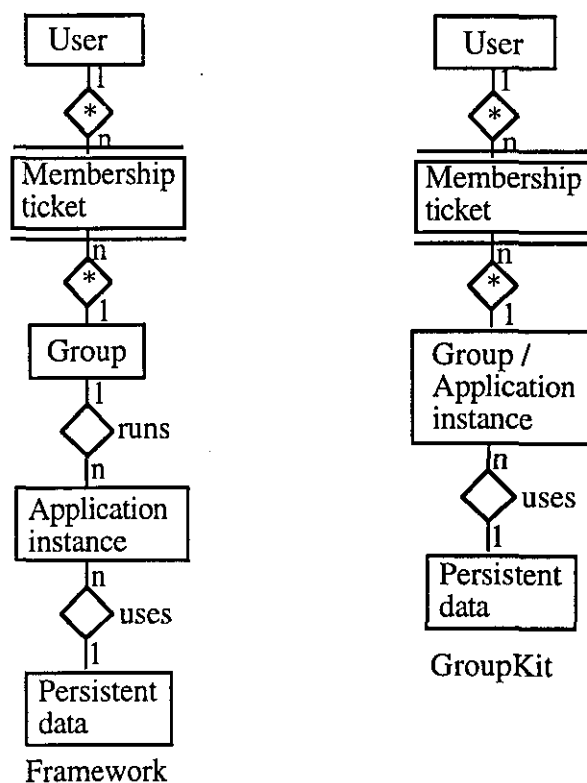 User
1
*
n
Membership
ticket
n
*
1
Group
1
runs
n
Application
instance
n
uses
1
Persistent
data
Framework
User
1
*
n
Membership
ticket
n
*
1
Group /
Application
instance
n
uses
1
Persistent
data
GroupKit